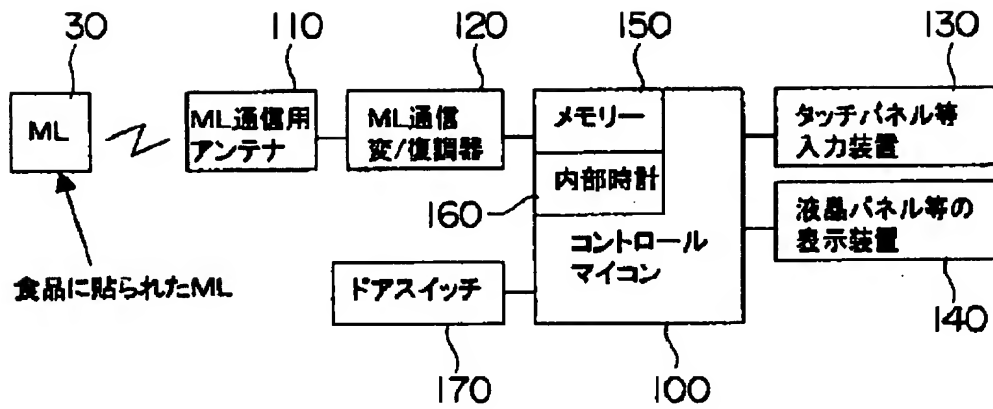 30
110
120
150
130
ML
ML通信用
アンテナ
ML通信
変/復調器
メモリー
タッチパネル等
入力装置
内部時計
160
コントロール
マイコン
液晶パネル等の
表示装置
食品に貼られたML
ドアスイッチ
140
170
100